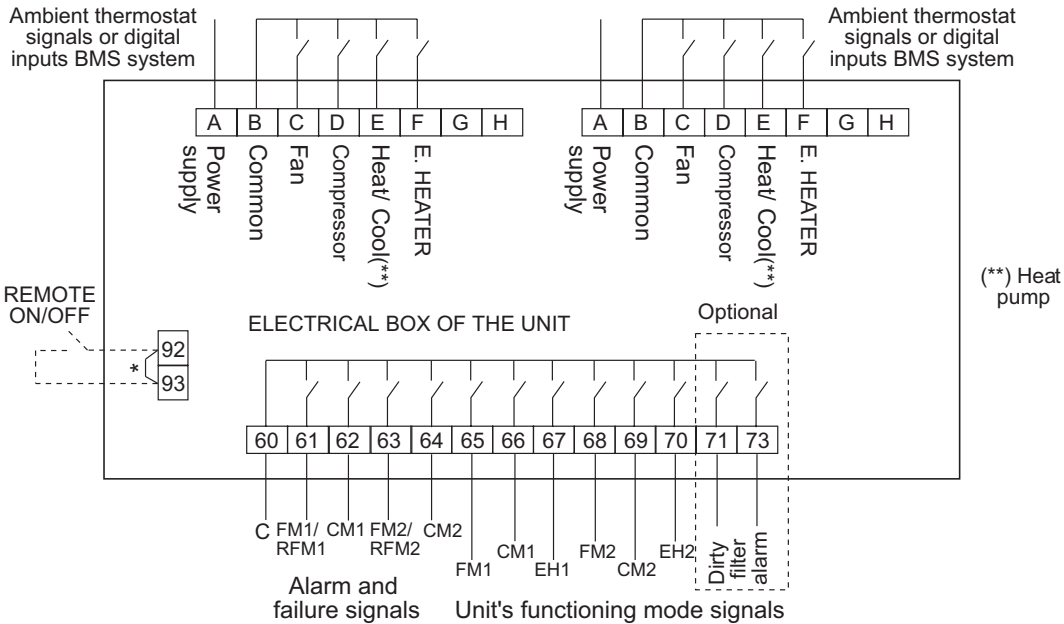 Ambient thermostat
signals or digital
inputs BMS system
Ambient thermostat
signals or digital
inputs BMS system
A B C D E F G H
Power
supply
Common
Fan
Compressor
Heat/ Cool(**)
E. HEATER
A B C D E F G H
Power
supply
Common
Fan
Compressor
Heat/ Cool(**)
E. HEATER
(**) Heat
pump
REMOTE
ON/OFF
*
92
93
ELECTRICAL BOX OF THE UNIT
Optional
60 61 62 63 64 65 66 67 68 69 70 71 73
C FM1/ CM1 FM2/ CM2
RFM1 RFM2
FM1 CM1 EH1 FM2 CM2 EH2
Dirty
filter
alarm
Alarm and
failure signals
Unit's functioning mode signals